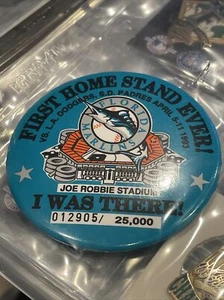 FIRST HOME STAND EVER!
VS. L.A. DODGARS, S.D. PADRES APRIL 5-11 1993
FLORIDA
MARLINS
JOE ROBBIE STADIUM
I WAS THERE!
012905/ 25,000